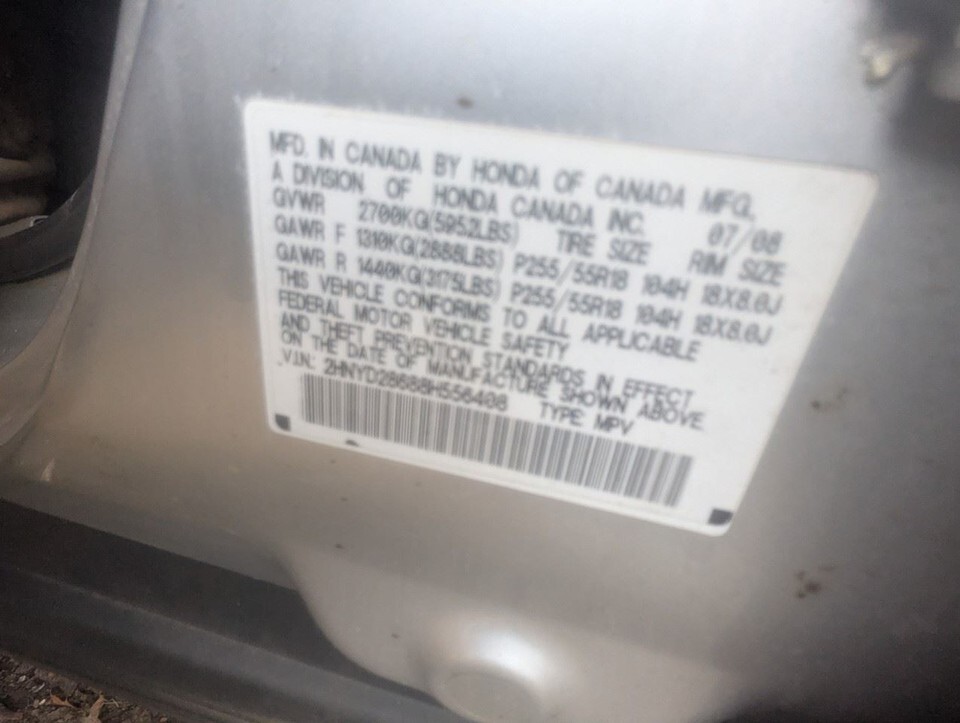 MFD. IN CANADA BY HONDA OF CANADA MFG.
A DIVISION OF HONDA CANADA INC. 07/08
GVWR 2700KG(5952LBS) TIRE SIZE RIM SIZE
GAWR F 1310KG(2888LBS) P255/55R18 104H 18X8.0J
GAWR R 1440KG(3175LBS) P255/55R18 104H 18X8.0J
THIS VEHICLE CONFORMS TO ALL APPLICABLE
FEDERAL MOTOR VEHICLE SAFETY
AND THEFT PREVENTION STANDARDS IN EFFECT
ON THE DATE OF MANUFACTURE SHOWN ABOVE
V.I.N: 2HNYD28688H556408 TYPE MPV